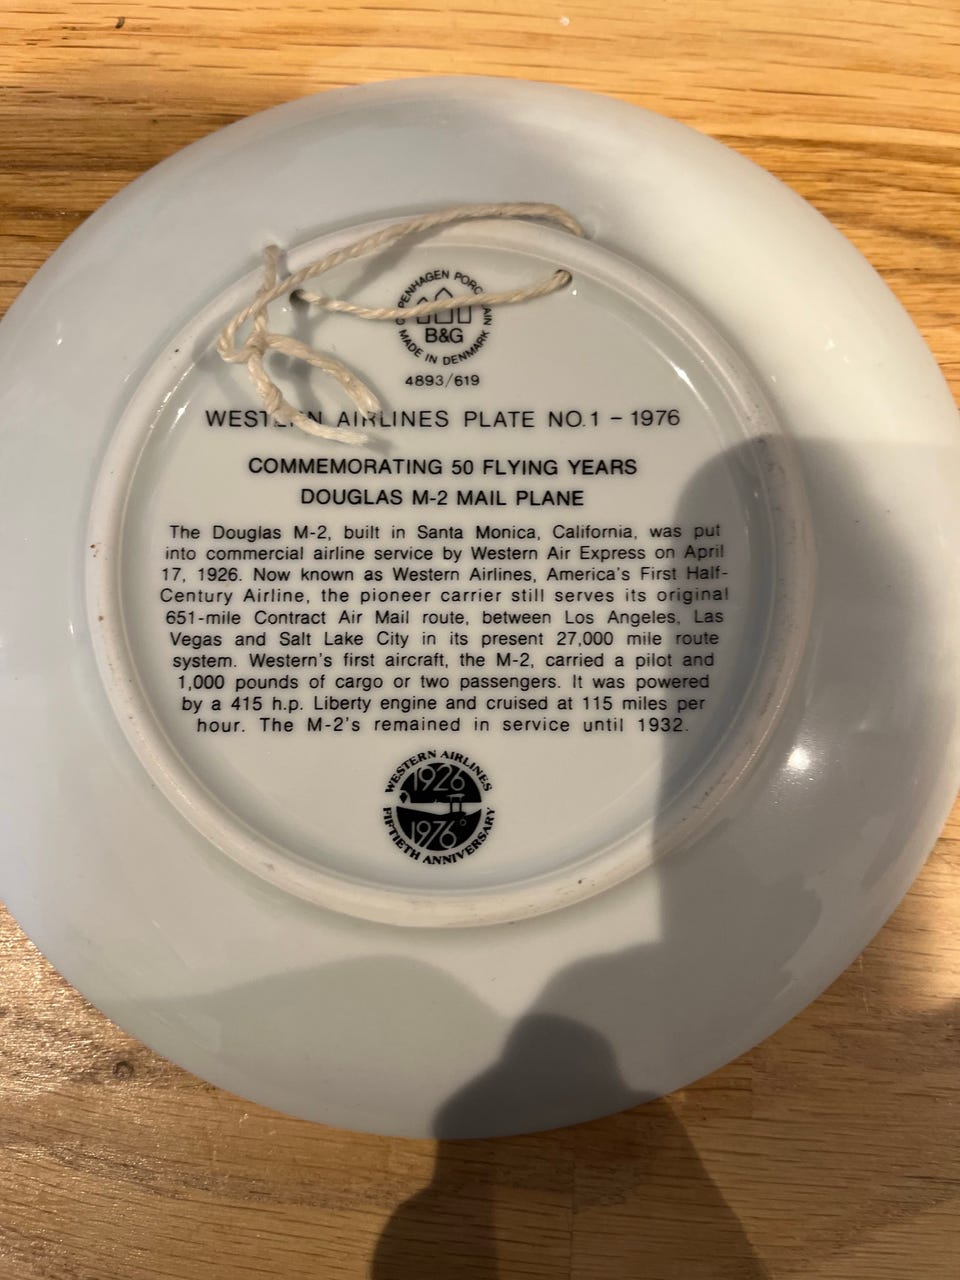 COPENHAGEN PORCELAIN
B&G
MADE IN DENMARK
4893/619
WESTERN AIRLINES PLATE NO.1 – 1976
COMMEMORATING 50 FLYING YEARS
DOUGLAS M-2 MAIL PLANE
The Douglas M-2, built in Santa Monica, California, was put
into commercial airline service by Western Air Express on April
17, 1926. Now known as Western Airlines, America's First Half-
Century Airline, the pioneer carrier still serves its original
651-mile Contract Air Mail route, between Los Angeles, Las
Vegas and Salt Lake City in its present 27,000 mile route
system. Western's first aircraft, the M-2, carried a pilot and
1,000 pounds of cargo or two passengers. It was powered
by a 415 h.p. Liberty engine and cruised at 115 miles per
hour. The M-2's remained in service until 1932.
WESTERN AIRLINES
1926
1976
FIFTIETH ANNIVERSARY